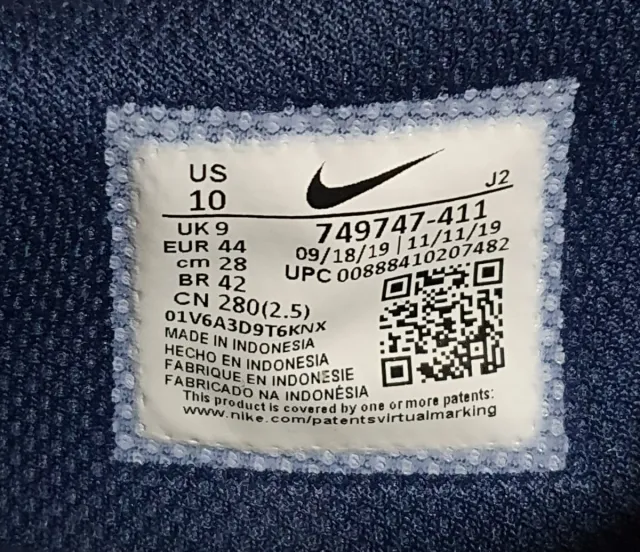 US
10
J2
UK 9
EUR 44
cm 28
BR 42
CN 280(2.5)
749747-411
09/18/19 | 11/11/19
UPC 00888410207482
01V6A3D9T6KNX
MADE IN INDONESIA
HECHO EN INDONESIA
FABRIQUE EN INDONESIE
FABRICADO NA INDONÉSIA
This product is covered by one or more patents:
www.nike.com/patentsvirtualmarking